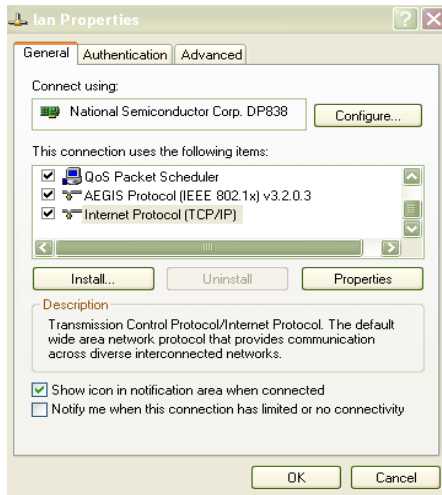 lan Properties
General
Authentication
Advanced
Connect using:
National Semiconductor Corp. DP838
Configure...
This connection uses the following items:
QoS Packet Scheduler
AEGIS Protocol (IEEE 802.1x) v3.2.0.3
Internet Protocol (TCP/IP)
Install...
Uninstall
Properties
Description
Transmission Control Protocol/Internet Protocol. The default
wide area network protocol that provides communication
across diverse interconnected networks.
Show icon in notification area when connected
Notify me when this connection has limited or no connectivity
OK
Cancel